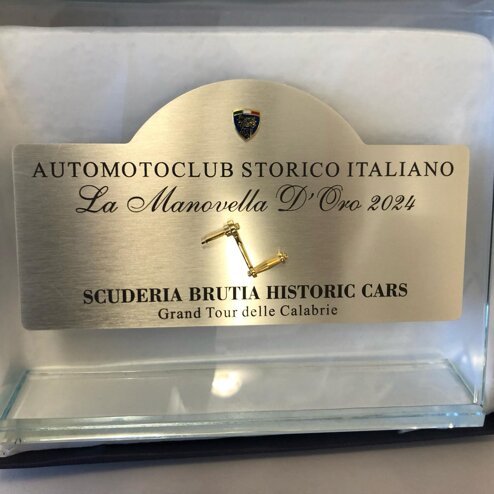 AUTOMOTOCLUB STORICO ITALIANO
La Manovella D'Oro 2024
SCUDERIA BRUTIA HISTORIC CARS
Grand Tour delle Calabrie